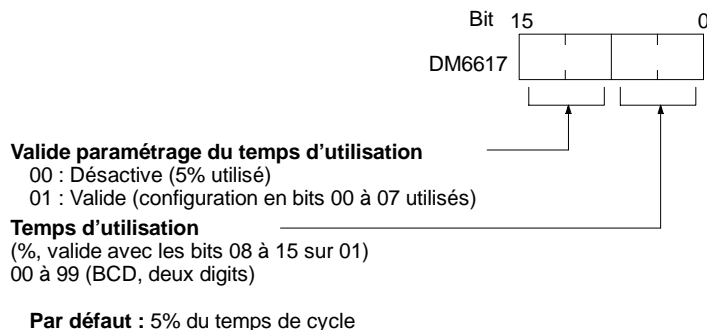 Bit 15 0
DM6617
Valide paramétrage du temps d'utilisation
00 : Désactive (5% utilisé)
01 : Valide (configuration en bits 00 à 07 utilisés)
Temps d'utilisation
(%, valide avec les bits 08 à 15 sur 01)
00 à 99 (BCD, deux digits)
Par défaut : 5% du temps de cycle